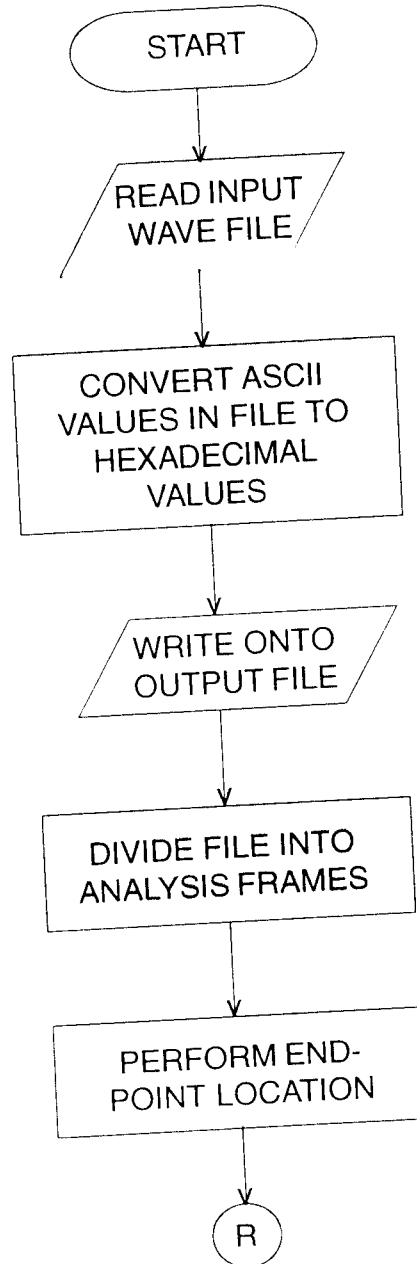 START
READ INPUT
WAVE FILE
CONVERT ASCII
VALUES IN FILE TO
HEXADECIMAL
VALUES
WRITE ONTO
OUTPUT FILE
DIVIDE FILE INTO
ANALYSIS FRAMES
PERFORM END-
POINT LOCATION
R